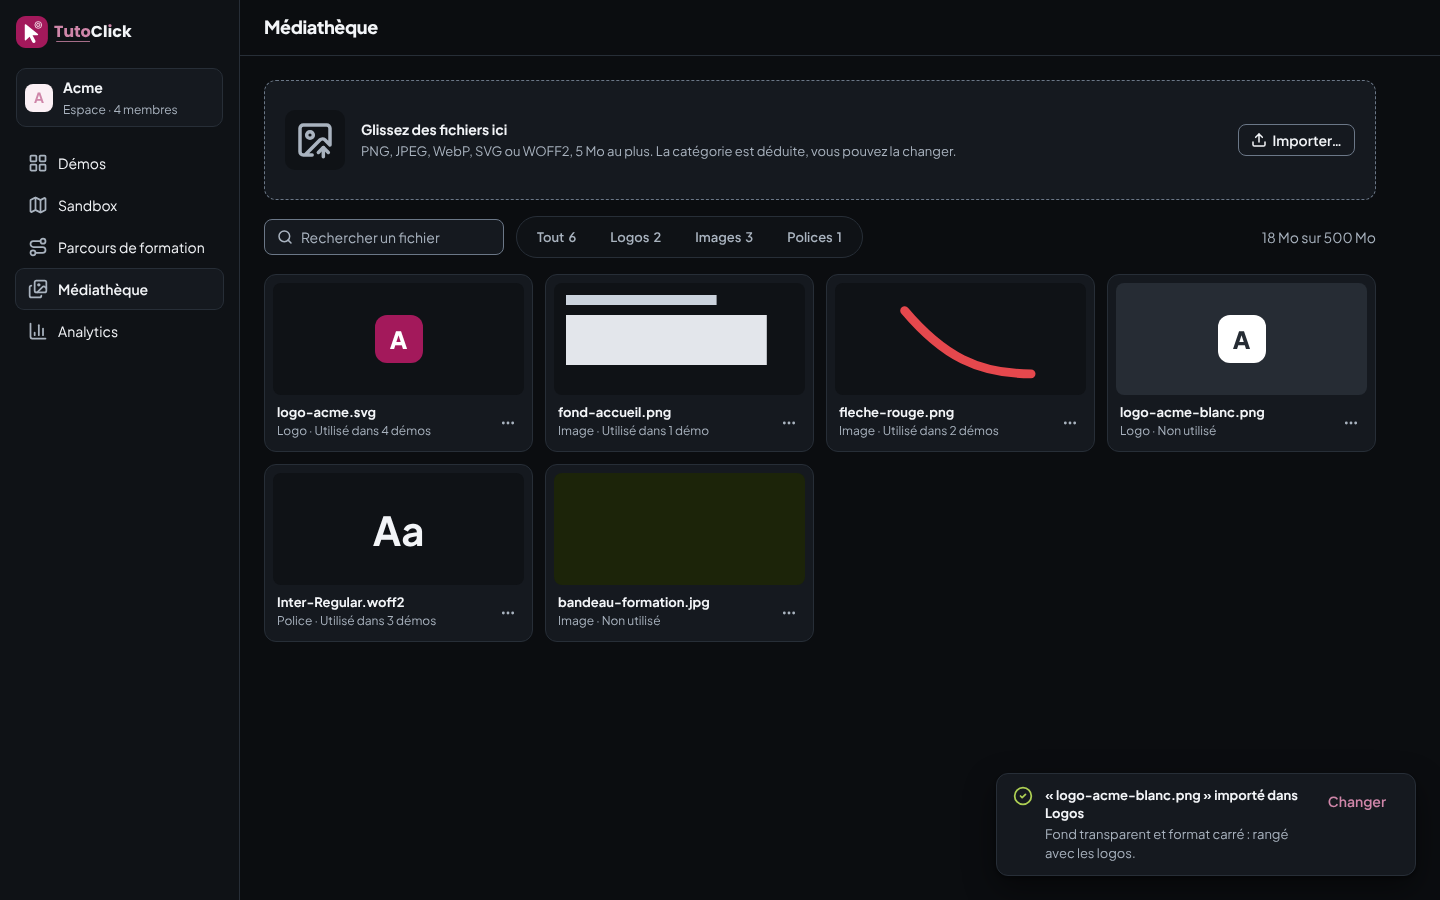 TutoClick
Médiathèque
A
Acme
Espace · 4 membres
Démos
Sandbox
Parcours de formation
Médiathèque
Analytics
Glissez des fichiers ici
PNG, JPEG, WebP, SVG ou WOFF2, 5 Mo au plus. La catégorie est déduite, vous pouvez la changer.
Importer...
Rechercher un fichier
Tout 6
Logos 2
Images 3
Polices 1
18 Mo sur 500 Mo
A
logo-acme.svg
Logo · Utilisé dans 4 démos
fond-accueil.png
Image · Utilisé dans 1 démo
fleche-rouge.png
Image · Utilisé dans 2 démos
A
logo-acme-blanc.png
Logo · Non utilisé
Aa
Inter-Regular.woff2
Police · Utilisé dans 3 démos
bandeau-formation.jpg
Image · Non utilisé
« logo-acme-blanc.png » importé dans
Logos
Fond transparent et format carré : rangé
avec les logos.
Changer